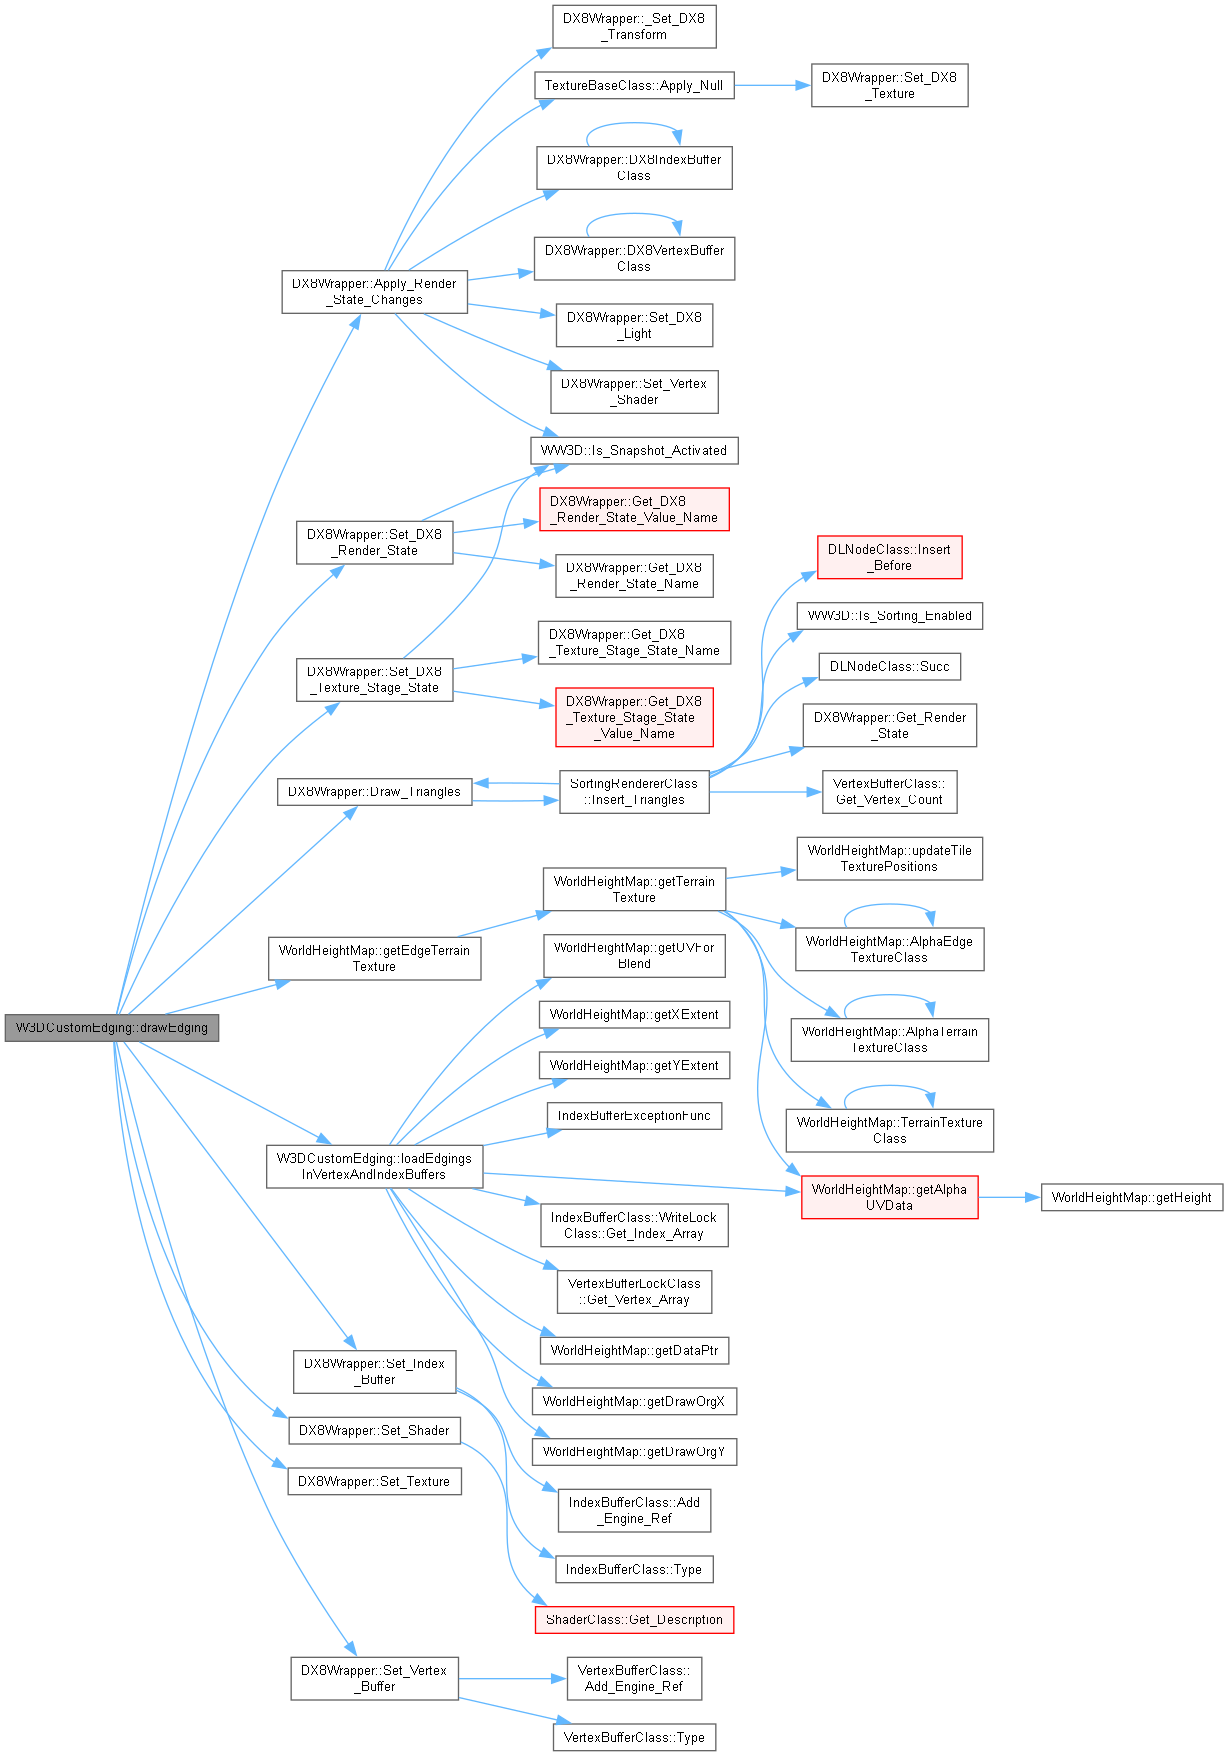 DX8Wrapper::_Set_DX8
_Transform
TextureBaseClass::Apply_Null
DX8Wrapper::Set_DX8
_Texture
DX8Wrapper::DX8IndexBuffer
Class
DX8Wrapper::DX8VertexBuffer
Class
DX8Wrapper::Apply_Render
_State_Changes
DX8Wrapper::Set_DX8
_Light
DX8Wrapper::Set_Vertex
_Shader
WW3D::Is_Snapshot_Activated
DX8Wrapper::Get_DX8
_Render_State_Value_Name
DX8Wrapper::Set_DX8
_Render_State
DX8Wrapper::Get_DX8
_Render_State_Name
DLNodeClass::Insert
_Before
WW3D::Is_Sorting_Enabled
DX8Wrapper::Get_DX8
_Texture_Stage_State_Name
DX8Wrapper::Set_DX8
_Texture_Stage_State
DLNodeClass::Succ
DX8Wrapper::Get_DX8
_Texture_Stage_State
_Value_Name
DX8Wrapper::Get_Render
_State
DX8Wrapper::Draw_Triangles
SortingRendererClass
::Insert_Triangles
VertexBufferClass::
Get_Vertex_Count
WorldHeightMap::updateTile
TexturePositions
WorldHeightMap::getTerrain
Texture
WorldHeightMap::AlphaEdge
TextureClass
WorldHeightMap::getEdgeTerrain
Texture
WorldHeightMap::getUVFor
Blend
WorldHeightMap::getXExtent
W3DCustomEdging::drawEdging
WorldHeightMap::AlphaTerrain
TextureClass
WorldHeightMap::getYExtent
IndexBufferExceptionFunc
WorldHeightMap::TerrainTexture
Class
W3DCustomEdging::loadEdgings
InVertexAndIndexBuffers
WorldHeightMap::getAlpha
UVData
WorldHeightMap::getHeight
IndexBufferClass::WriteLock
Class::Get_Index_Array
VertexBufferLockClass
::Get_Vertex_Array
WorldHeightMap::getDataPtr
DX8Wrapper::Set_Index
_Buffer
WorldHeightMap::getDrawOrgX
DX8Wrapper::Set_Shader
WorldHeightMap::getDrawOrgY
DX8Wrapper::Set_Texture
IndexBufferClass::Add
_Engine_Ref
IndexBufferClass::Type
ShaderClass::Get_Description
DX8Wrapper::Set_Vertex
_Buffer
VertexBufferClass::
Add_Engine_Ref
VertexBufferClass::Type